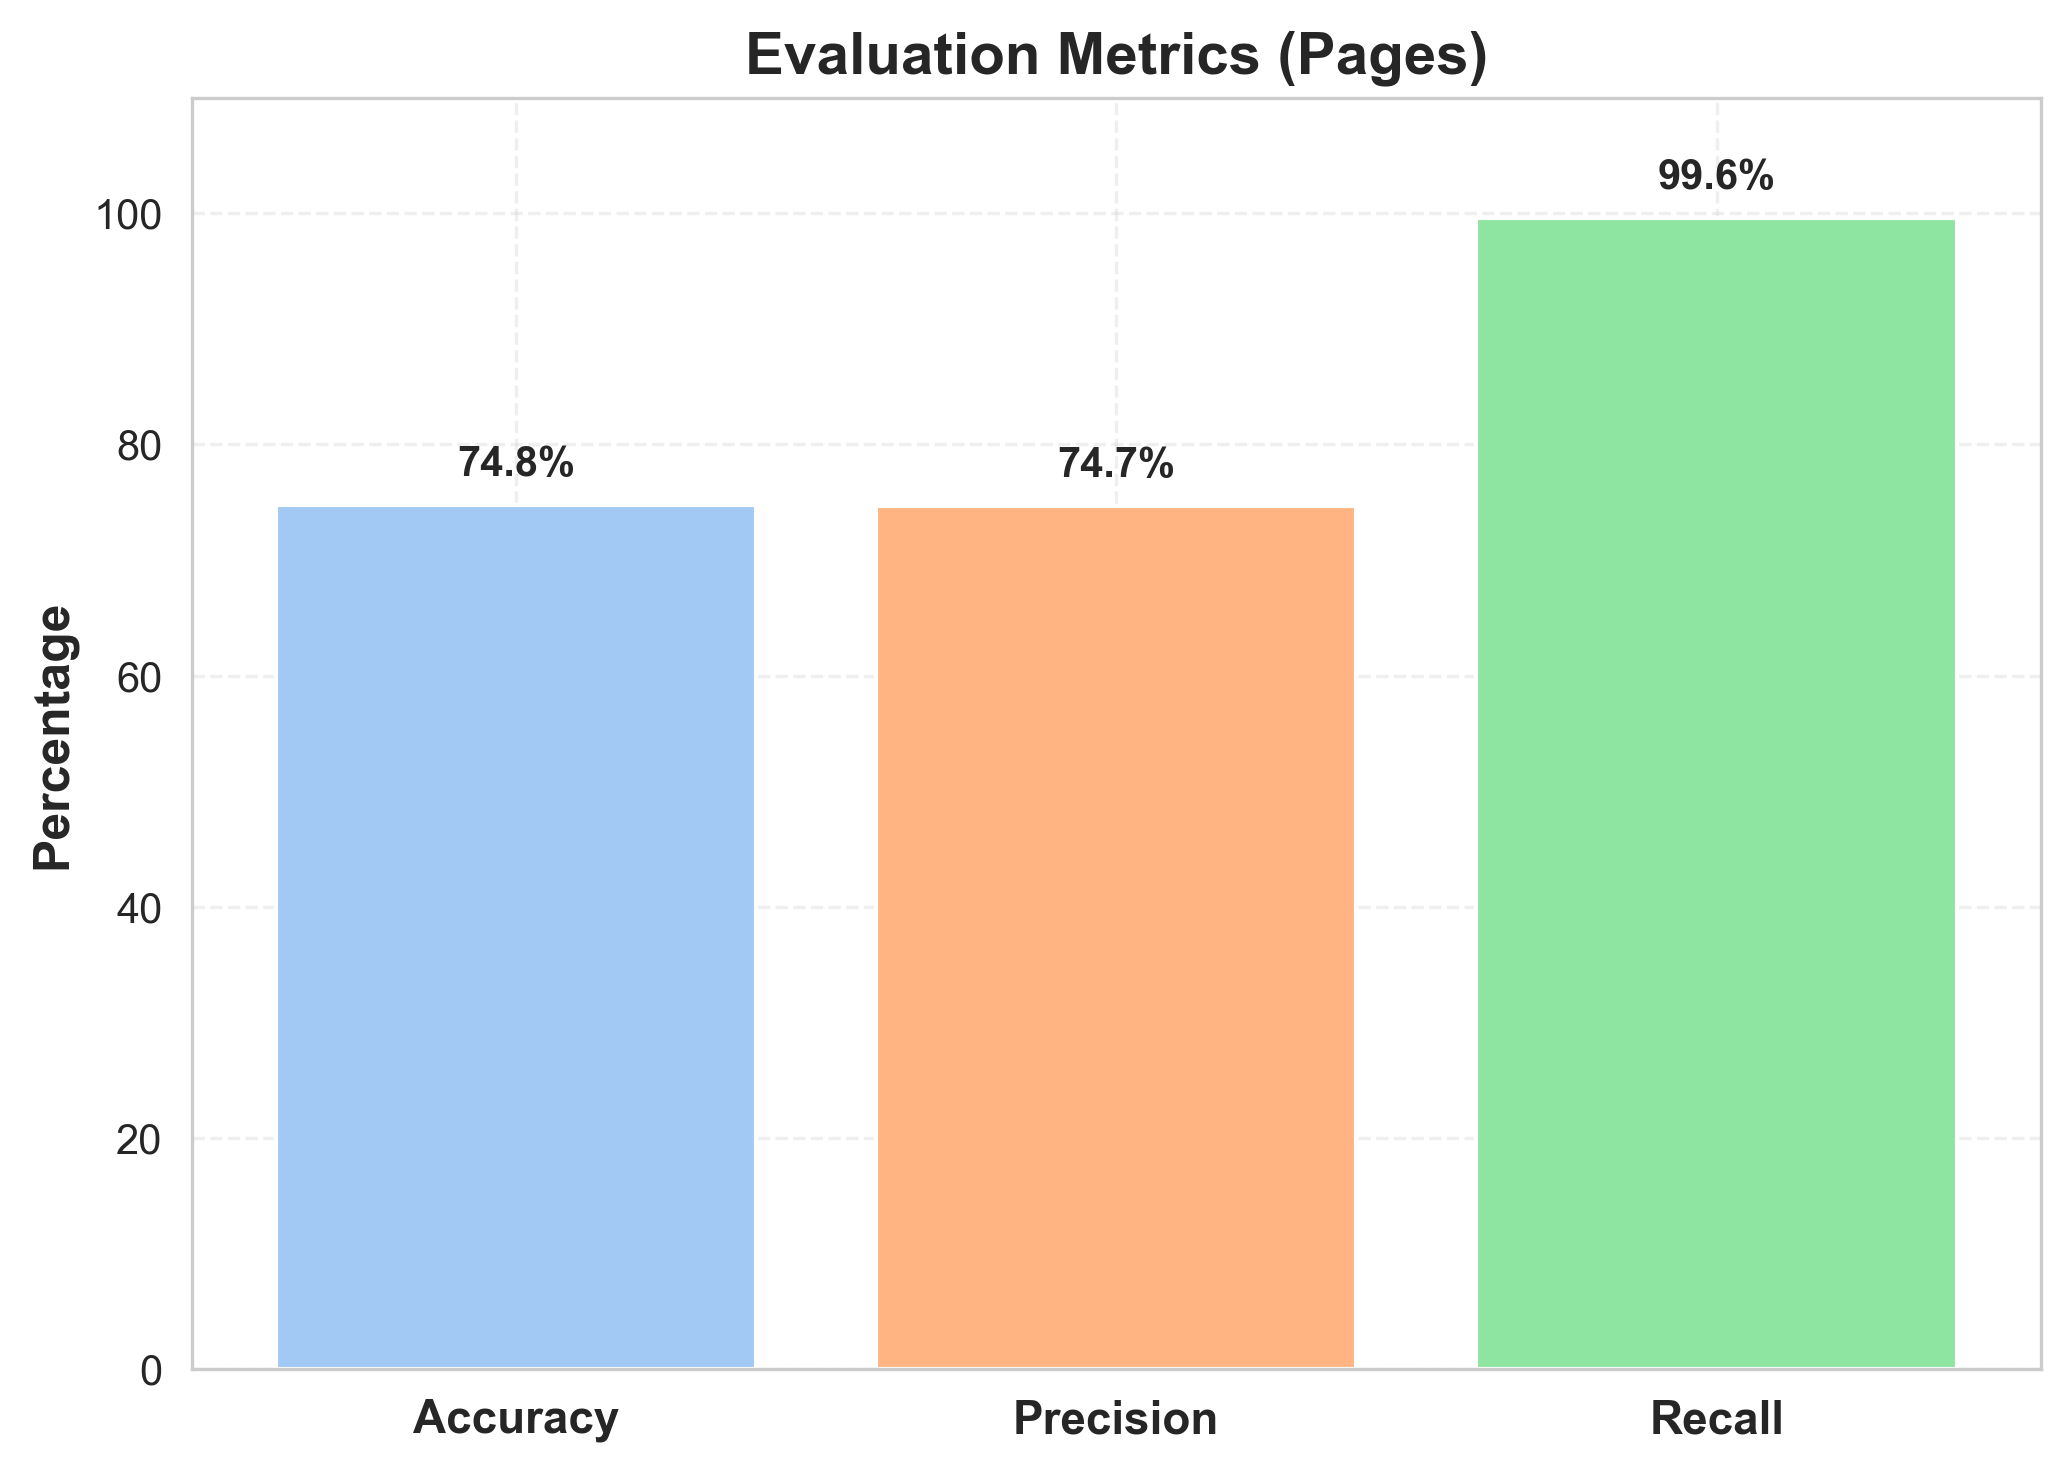 Evaluation Metrics (Pages)
Percentage
100
80
60
40
20
0
74.8%
74.7%
99.6%
Accuracy
Precision
Recall